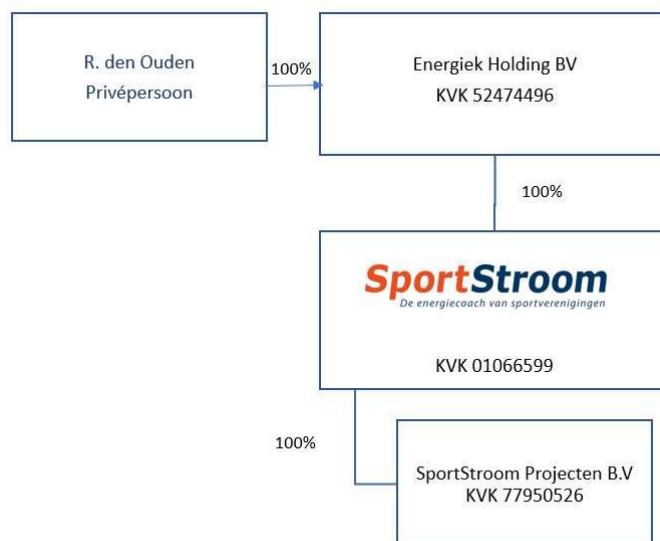 R. den Ouden
Privépersoon
100%
Energiek Holding BV
KVK 52474496
100%
SportStroom
De energiecoach van sportverenigingen
KVK 01066599
100%
SportStroom Projecten B.V
KVK 77950526